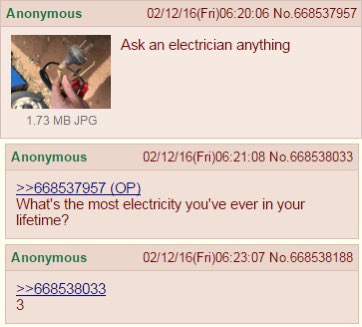 Anonymous 02/12/16(Fri)06:20:06 No.668537957
Ask an electrician anything
1.73 MB JPG
Anonymous 02/12/16(Fri)06:21:08 No.668538033
>>668537957 (OP)
What's the most electricity you've ever in your
lifetime?
Anonymous 02/12/16(Fri)06:23:07 No.668538188
>>668538033
3